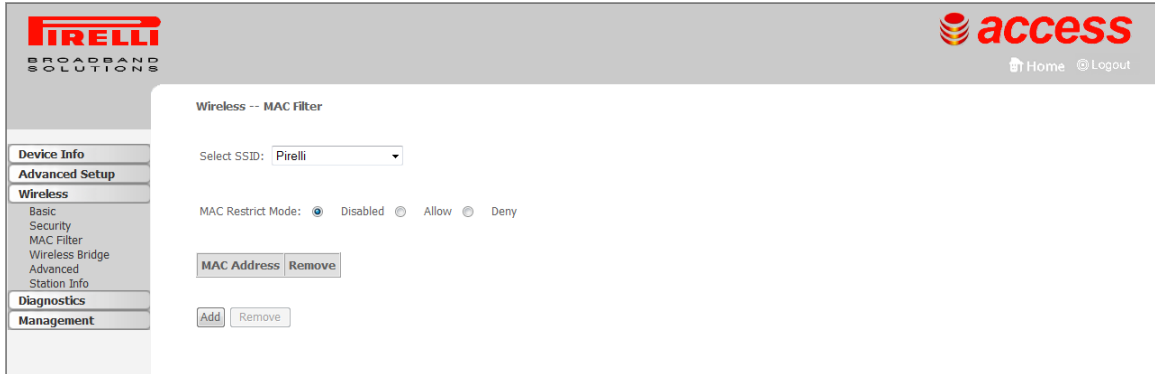 PIRELLI
BROADBAND
SOLUTIONS
access
Home Logout
Wireless -- MAC Filter
Device Info
Advanced Setup
Wireless
Basic
Security
MAC Filter
Wireless Bridge
Advanced
Station Info
Diagnostics
Management
Select SSID: Pirelli
MAC Restrict Mode: Disabled Allow Deny
MAC Address Remove
Add Remove